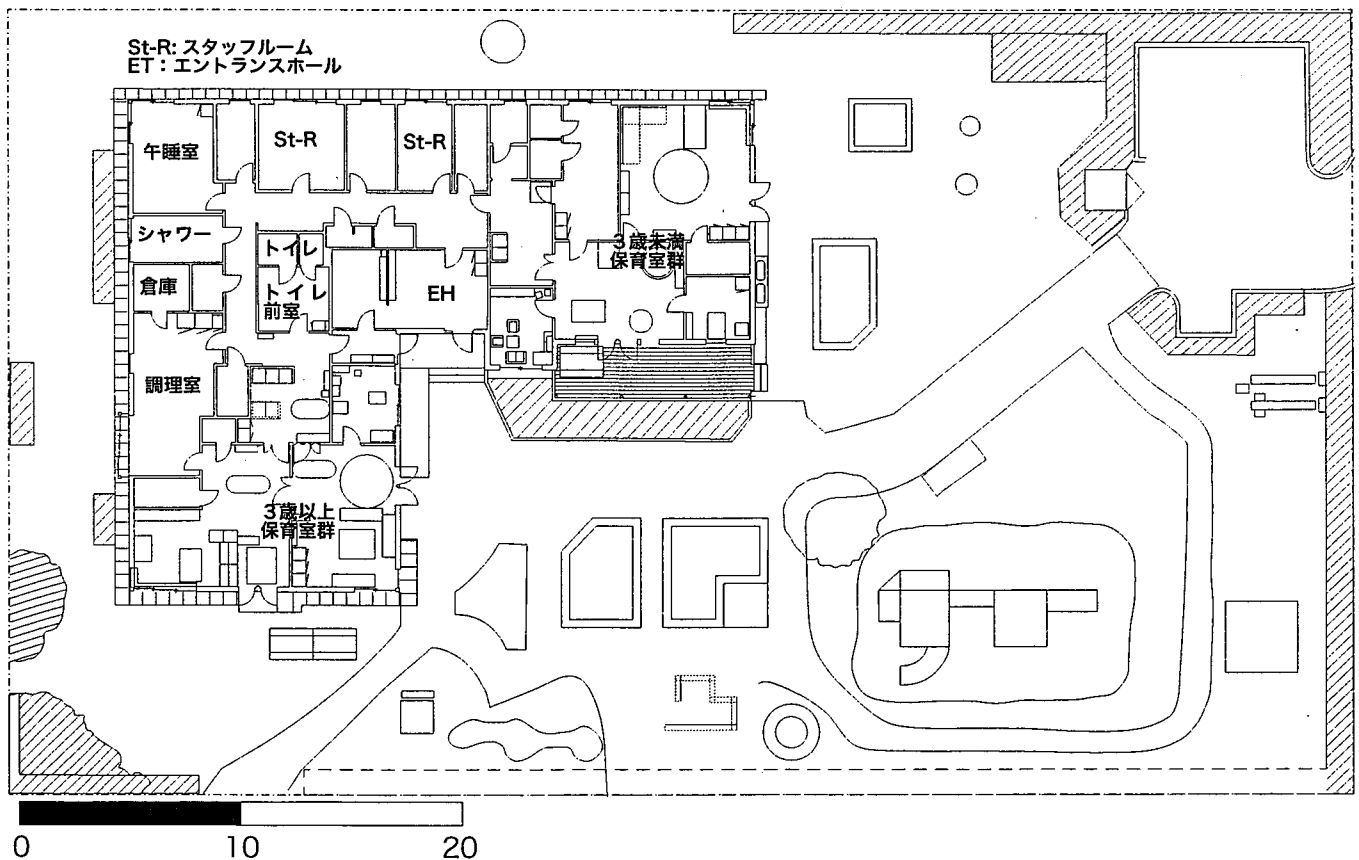 St-R: スタッフルーム
ET：エントランスホール
午睡室
St-R
St-R
シャワー
トイレ
3歳未満
保育室群
倉庫
トイレ
前室
EH
調理室
3歳以上
保育室群
0
10
20